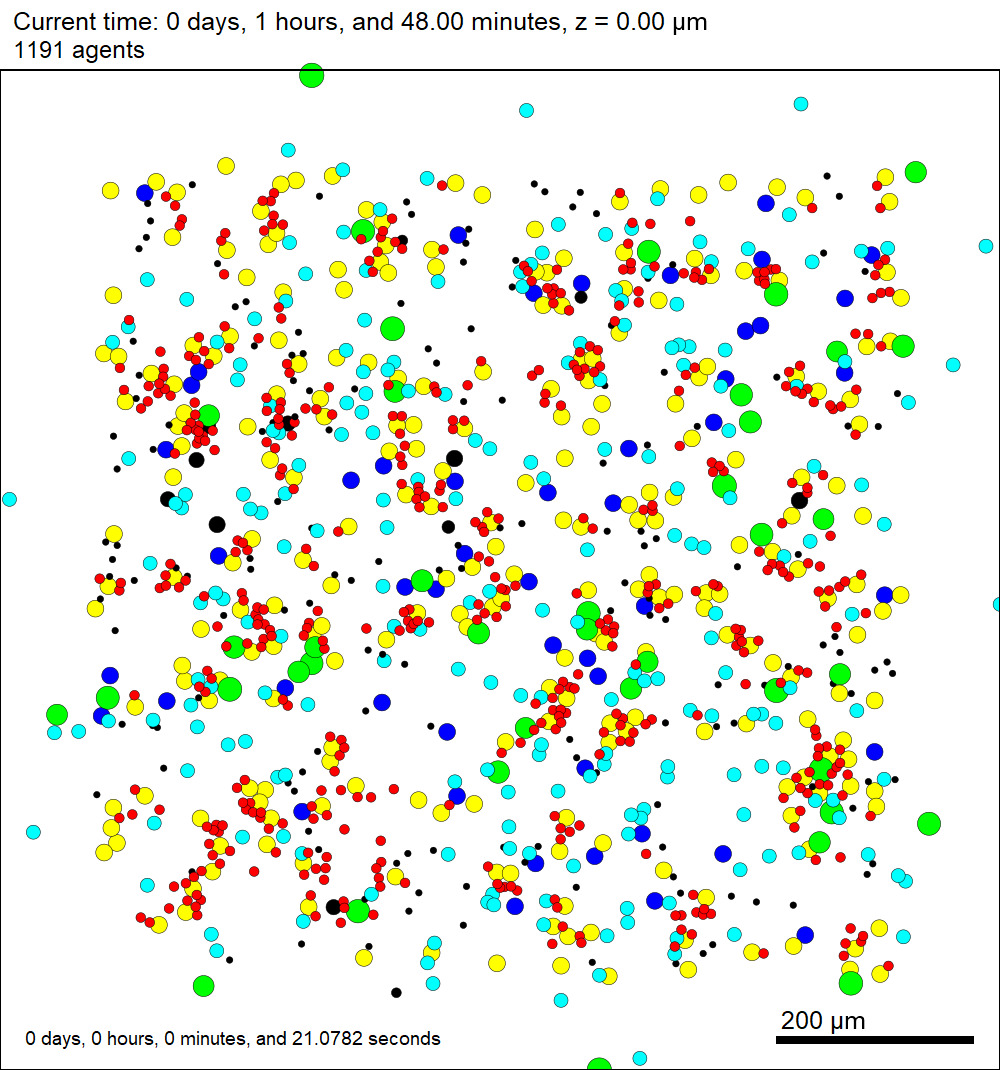 Current time: 0 days, 1 hours, and 48.00 minutes, z = 0.00 µm
1191 agents
200 µm
0 days, 0 hours, 0 minutes, and 21.0782 seconds